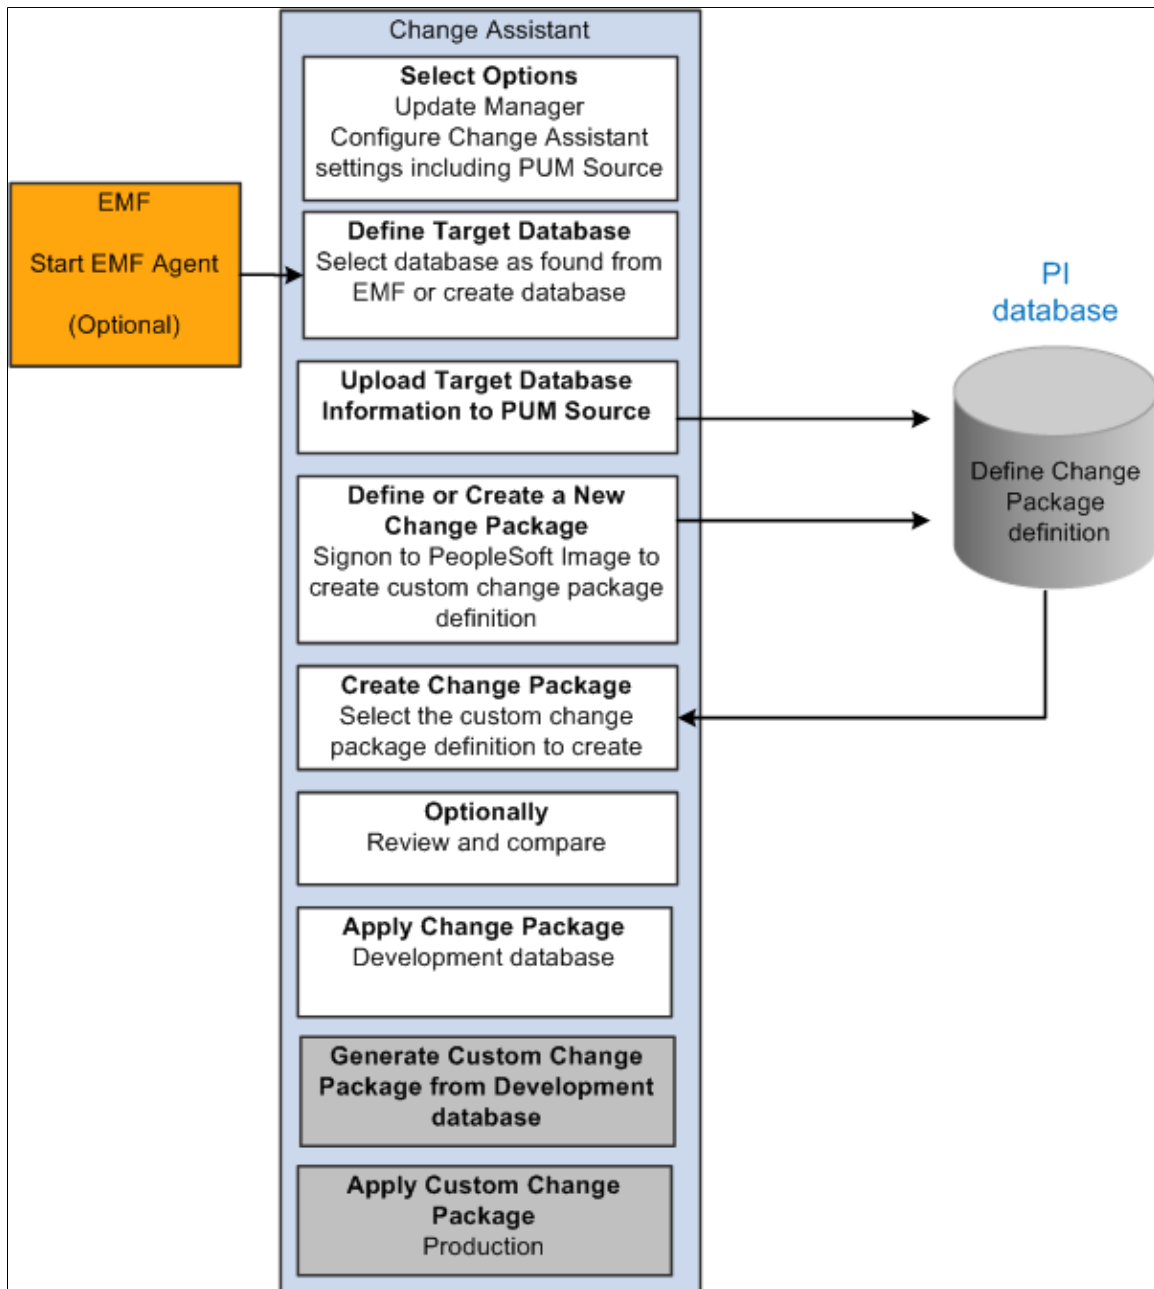 Change Assistant
Select Options
Update Manager
Configure Change Assistant
settings including PUM Source
EMF
Start EMF Agent
(Optional)
Define Target Database
Select database as found from
EMF or create database
PI
database
Upload Target Database
Information to PUM Source
Define Change
Package
definition
Define or Create a New
Change Package
Signon to PeopleSoft Image to
create custom change package
definition
Create Change Package
Select the custom change
package definition to create
Optionally
Review and compare
Apply Change Package
Development database
Generate Custom Change
Package from Development
database
Apply Custom Change
Package
Production